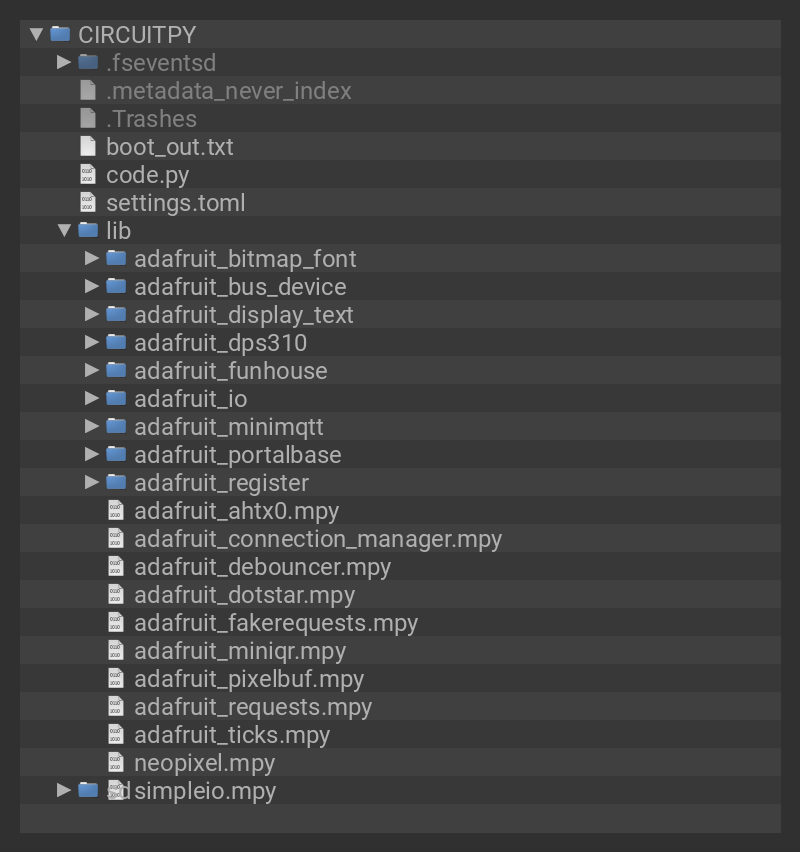 CIRCUITPY
.fseventsd
.metadata_never_index
.Trashes
boot_out.txt
code.py
settings.toml
lib
adafruit_bitmap_font
adafruit_bus_device
adafruit_display_text
adafruit_dps310
adafruit_funhouse
adafruit_io
adafruit_minimqtt
adafruit_portalbase
adafruit_register
adafruit_ahtx0.mpy
adafruit_connection_manager.mpy
adafruit_debouncer.mpy
adafruit_dotstar.mpy
adafruit_fakerequests.mpy
adafruit_miniqr.mpy
adafruit_pixelbuf.mpy
adafruit_requests.mpy
adafruit_ticks.mpy
neopixel.mpy
sd simpleio.mpy